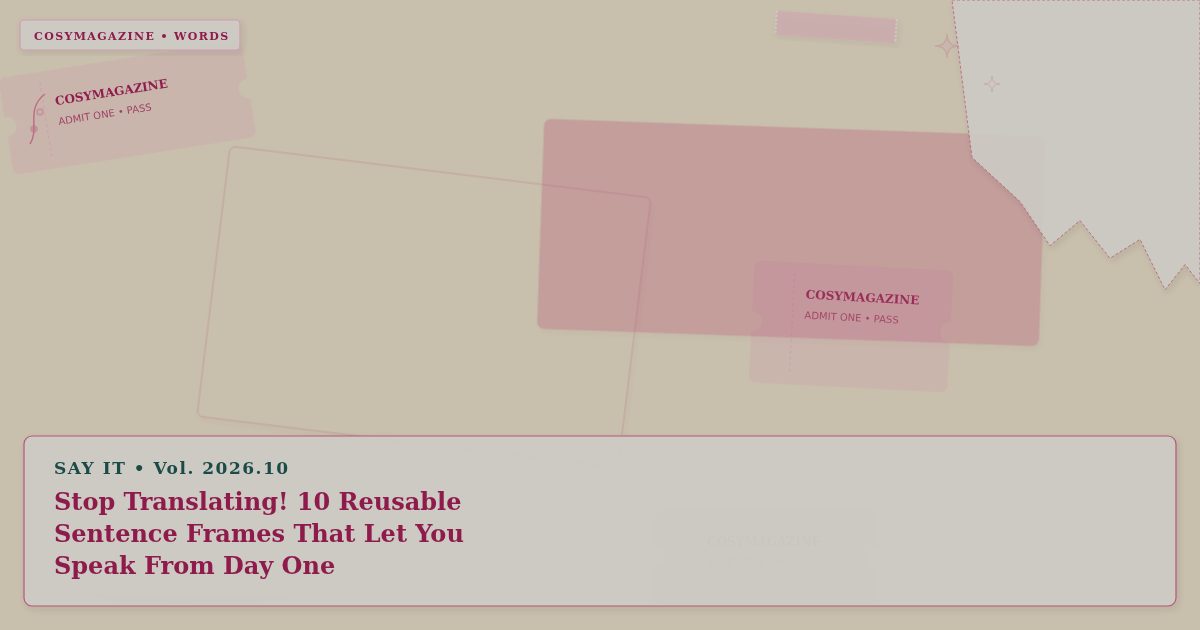 COSYMAGAZINE • WORDS
COSYMAGAZINE
ADMIT ONE • PASS
COSYMAGAZINE
ADMIT ONE • PASS
SAY IT • Vol. 2026.10
Stop Translating! 10 Reusable
Sentence Frames That Let You
Speak From Day One
COSYMAGAZINE